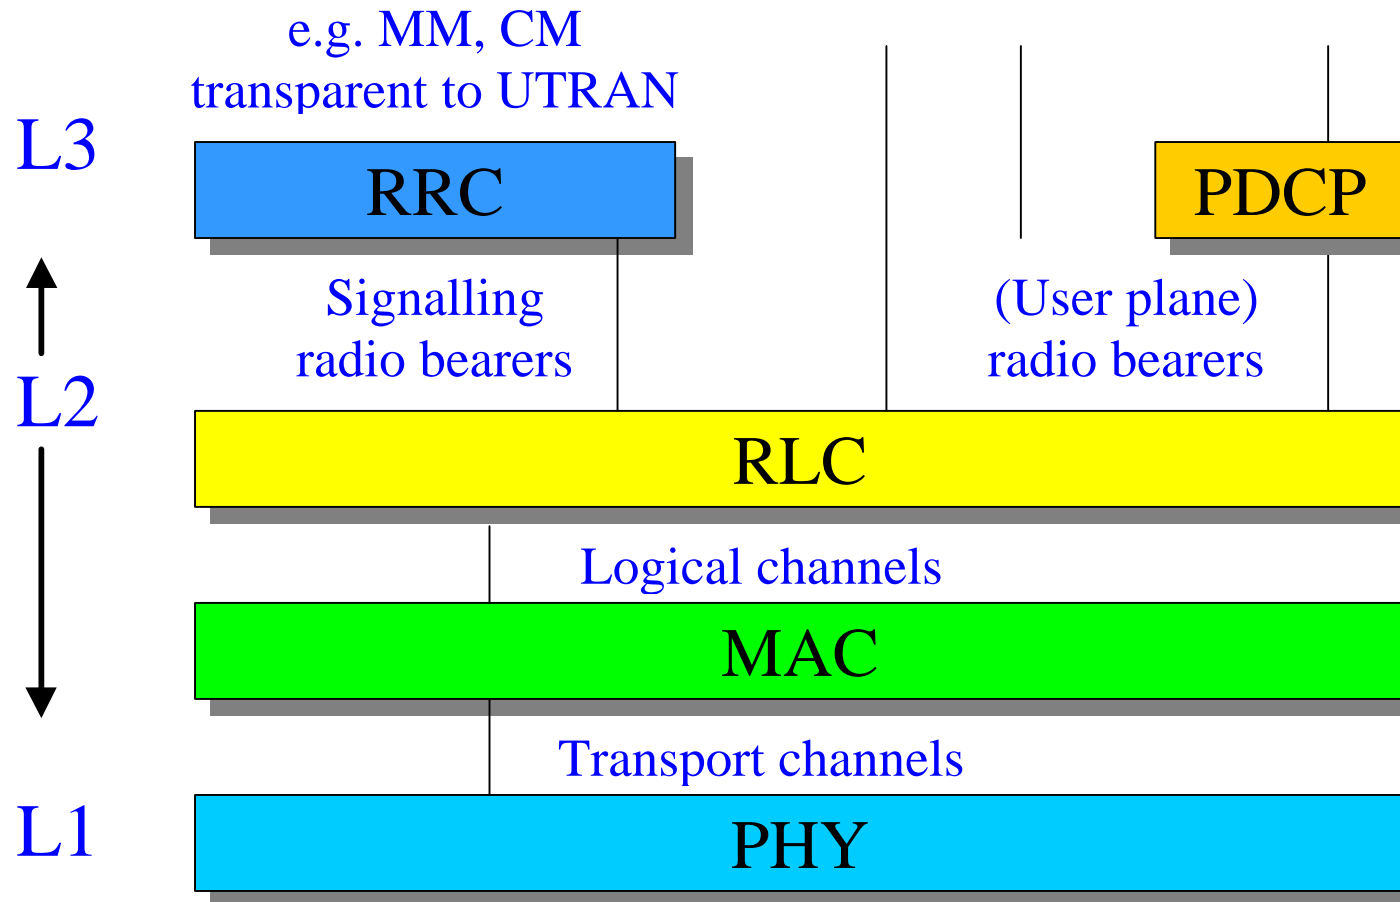 e.g. MM, CM
transparent to UTRAN
L3
RRC
PDCP
Signalling
radio bearers
(User plane)
radio bearers
L2
RLC
Logical channels
MAC
Transport channels
L1
PHY